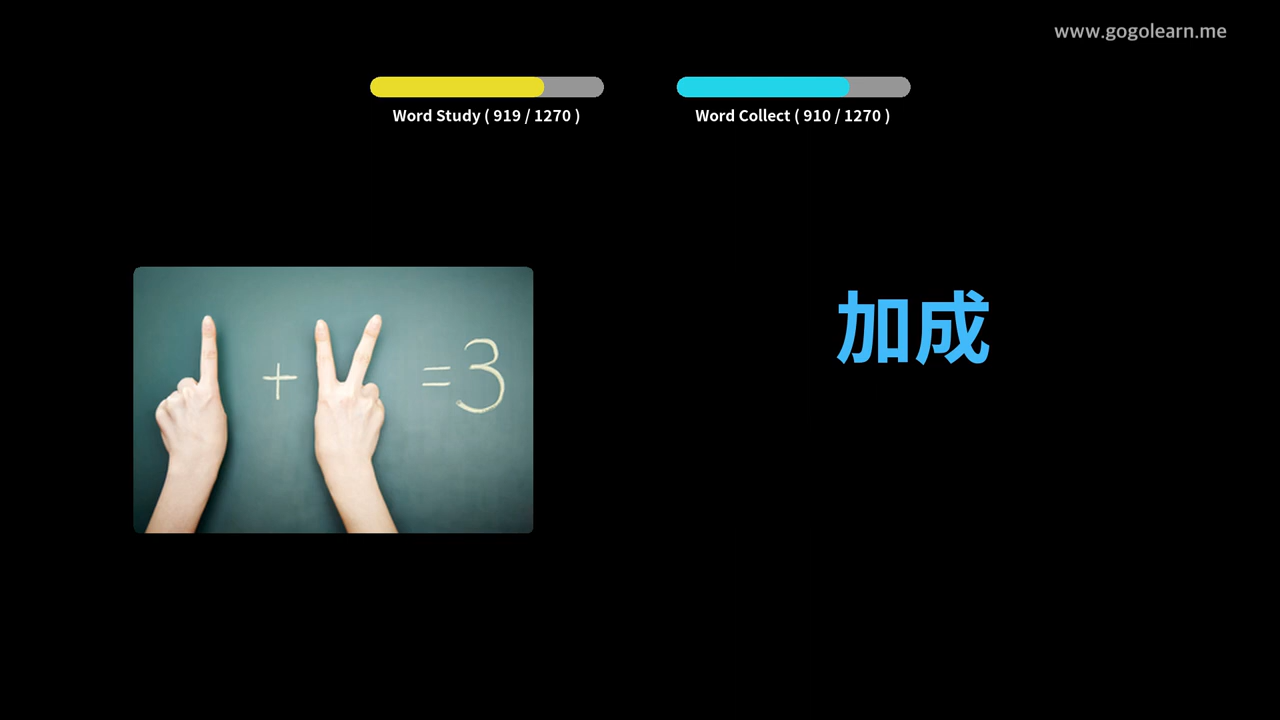 www.gogolearn.me
Word Study ( 919 / 1270 )
Word Collect ( 910 / 1270 )
+ = 3
加成